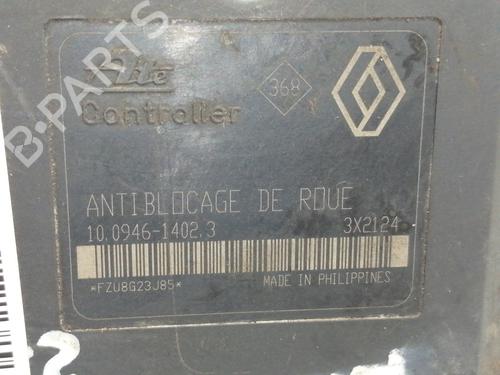 Ate
368
Controller
ANTIBLOCAGE DE ROUE
10.0946-1402.3 3X2124
*FZU8G23J85* MADE IN PHILIPPINES
B-PARTS